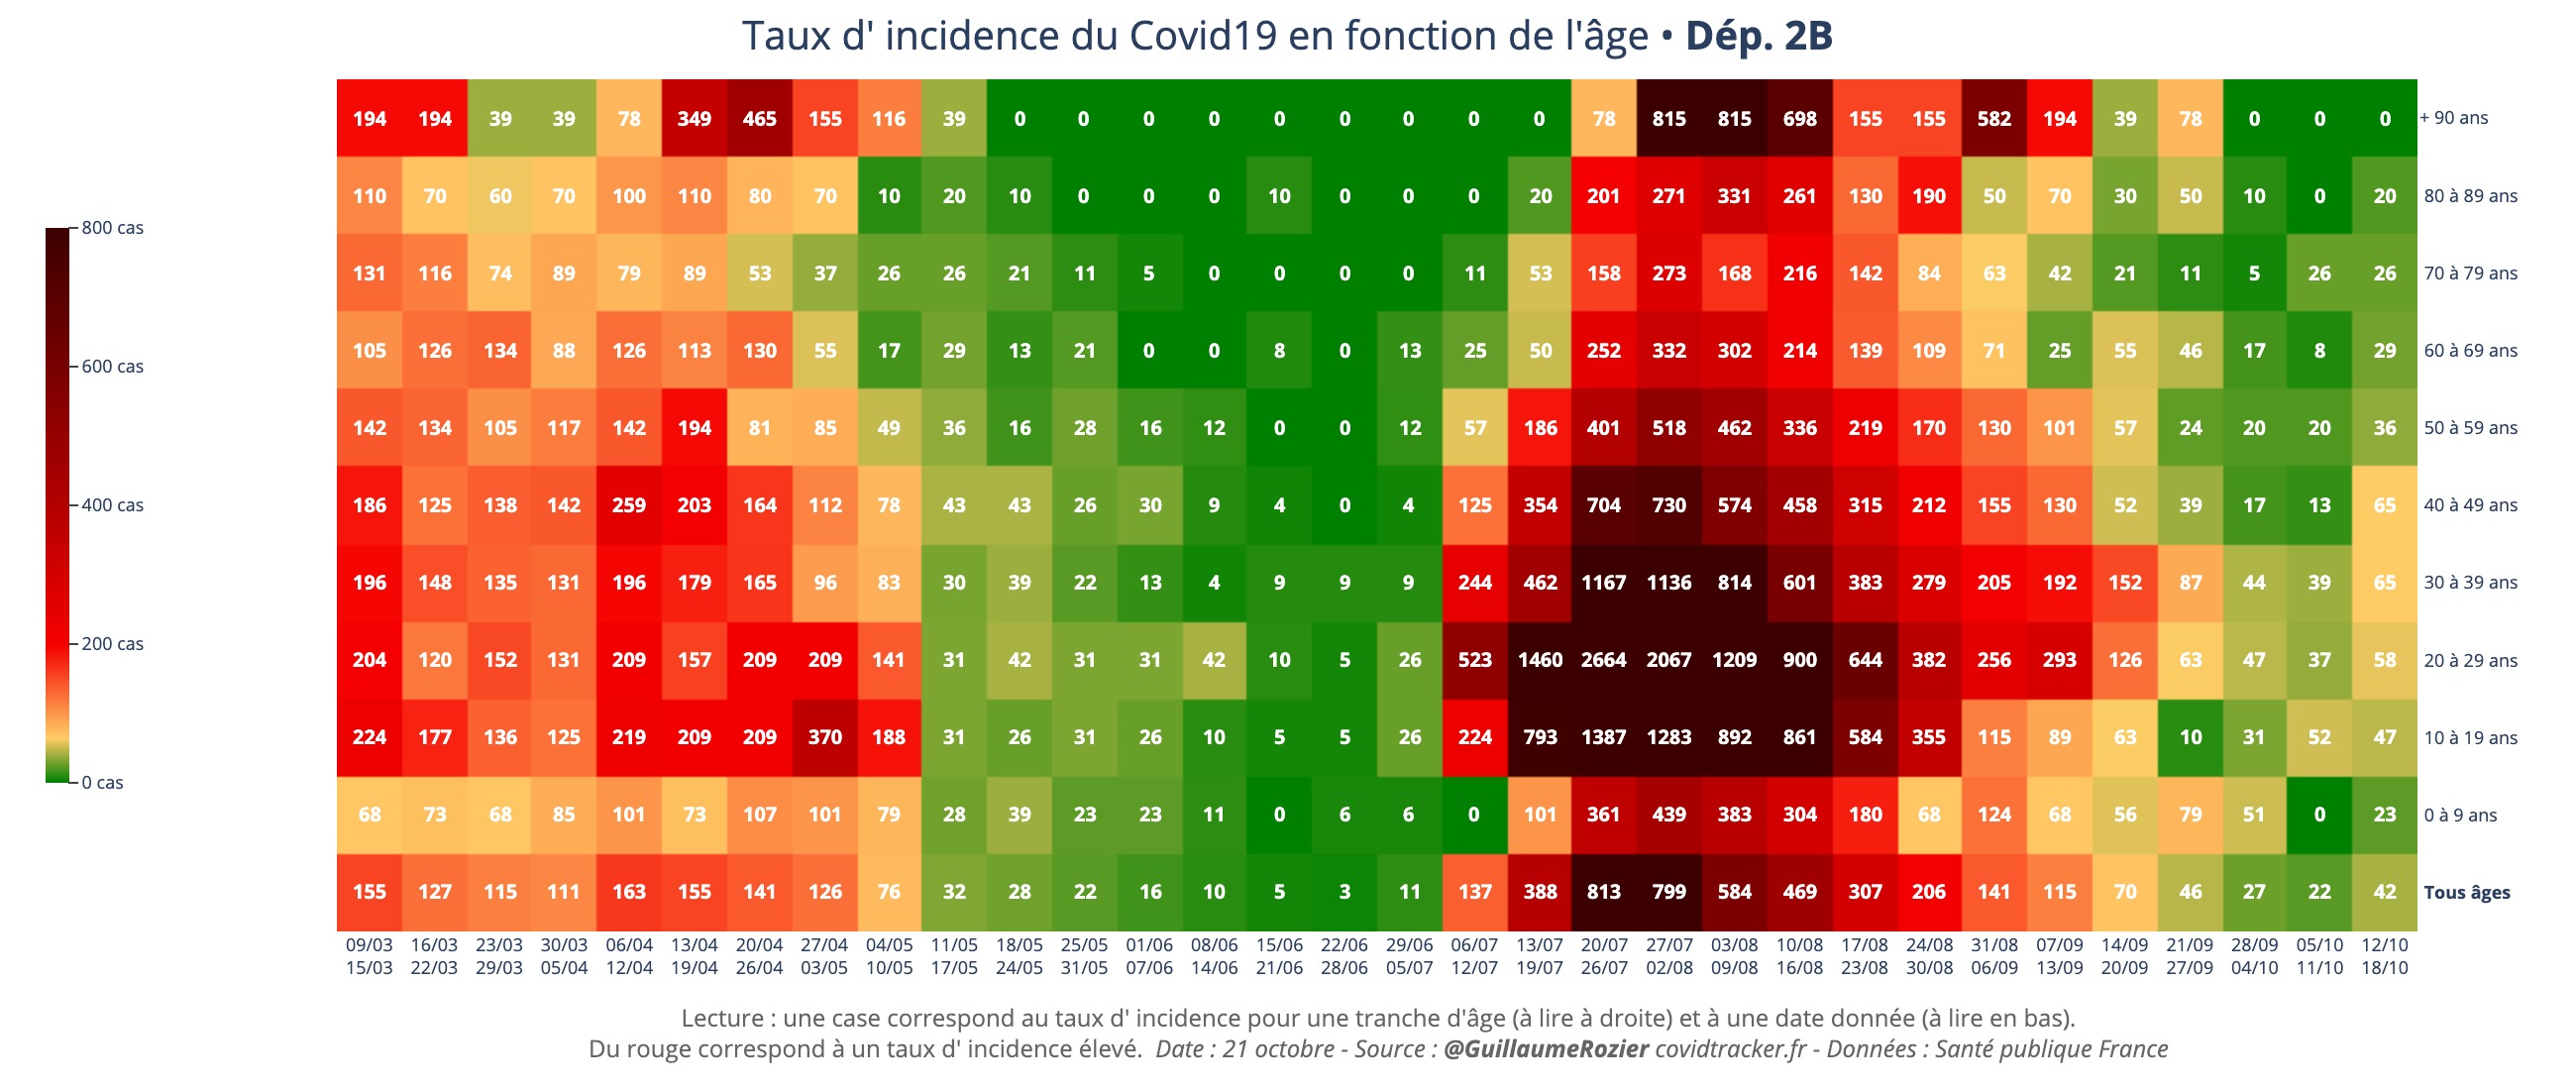 Taux d' incidence du Covid19 en fonction de l'âge • Dép. 2B
194 194 39 39 78 349 465 155 116 39 0 0 0 0 0 0 0 0 0 78 815 815 698 155 155 582 194 39 78 0 0 0 + 90 ans
110 70 60 70 100 110 80 70 10 20 10 0 0 0 10 0 0 0 20 201 271 331 261 130 190 50 70 30 50 10 0 20 80 à 89 ans
131 116 74 89 79 89 53 37 26 26 21 11 5 0 0 0 0 11 53 158 273 168 216 142 84 63 42 21 11 5 26 26 70 à 79 ans
105 126 134 88 126 113 130 55 17 29 13 21 0 0 8 0 13 25 50 252 332 302 214 139 109 71 25 55 46 17 8 29 60 à 69 ans
142 134 105 117 142 194 81 85 49 36 16 28 16 12 0 0 12 57 186 401 518 462 336 219 170 130 101 57 24 20 20 36 50 à 59 ans
186 125 138 142 259 203 164 112 78 43 43 26 30 9 4 0 4 125 354 704 730 574 458 315 212 155 130 52 39 17 13 65 40 à 49 ans
196 148 135 131 196 179 165 96 83 30 39 22 13 4 9 9 9 244 462 1167 1136 814 601 383 279 205 192 152 87 44 39 65 30 à 39 ans
204 120 152 131 209 157 209 209 141 31 42 31 31 42 10 5 26 523 1460 2664 2067 1209 900 644 382 256 293 126 63 47 37 58 20 à 29 ans
224 177 136 125 219 209 209 370 188 31 26 31 26 10 5 5 26 224 793 1387 1283 892 861 584 355 115 89 63 10 31 52 47 10 à 19 ans
68 73 68 85 101 73 107 101 79 28 39 23 23 11 0 6 6 0 101 361 439 383 304 180 68 124 68 56 79 51 0 23 0 à 9 ans
155 127 115 111 163 155 141 126 76 32 28 22 16 10 5 3 11 137 388 813 799 584 469 307 206 141 115 70 46 27 22 42 Tous âges
09/03 16/03 23/03 30/03 06/04 13/04 20/04 27/04 04/05 11/05 18/05 25/05 01/06 08/06 15/06 22/06 29/06 06/07 13/07 20/07 27/07 03/08 10/08 17/08 24/08 31/08 07/09 14/09 21/09 28/09 05/10 12/10
15/03 22/03 29/03 05/04 12/04 19/04 26/04 03/05 10/05 17/05 24/05 31/05 07/06 14/06 21/06 28/06 05/07 12/07 19/07 26/07 02/08 09/08 16/08 23/08 30/08 06/09 13/09 20/09 27/09 04/10 11/10 18/10
800 cas
600 cas
400 cas
200 cas
0 cas
Lecture : une case correspond au taux d' incidence pour une tranche d'âge (à lire à droite) et à une date donnée (à lire en bas).
Du rouge correspond à un taux d' incidence élevé. Date : 21 octobre - Source : @GuillaumeRozier covidtracker.fr - Données : Santé publique France